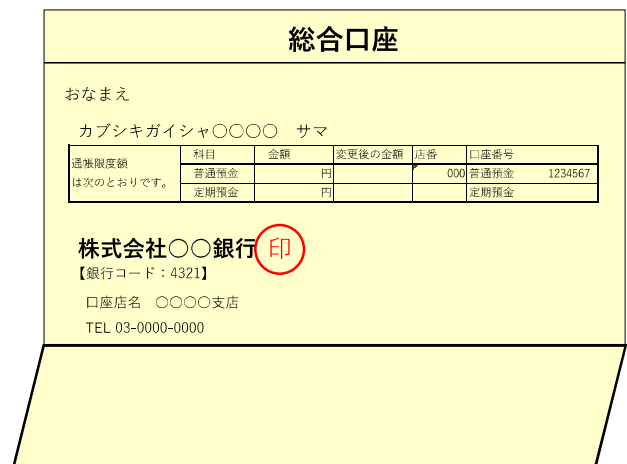 総合口座
おなまえ
カブシキガイシャ〇〇〇〇 サマ
通帳限度額
は次のとおりです。
科目 金額 変更後の金額 店番 口座番号
普通預金 円 000 普通預金 1234567
定期預金 円 定期預金
株式会社〇〇銀行 印
【銀行コード：4321】
口座店名 〇〇〇〇支店
TEL 03-0000-0000